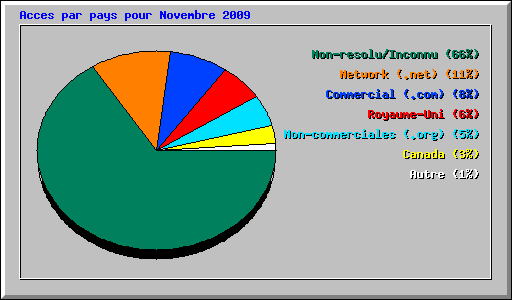 Acces par pays pour Novembre 2009
Non-resolu/Inconnu (66%)
Network (.net) (11%)
Commercial (.com) (8%)
Royaume-Uni (6%)
Non-commerciales (.org) (5%)
Canada (3%)
Autre (1%)